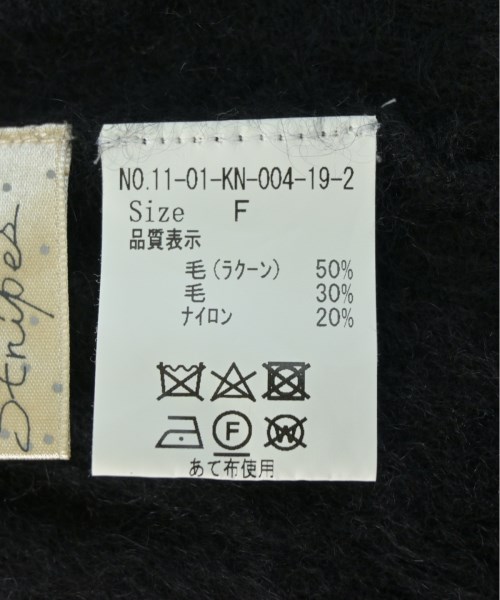 NO.11-01-KN-004-19-2
Size F
品質表示
毛(ラクーン) 50%
毛 30%
ナイロン 20%
F
W
あて布使用